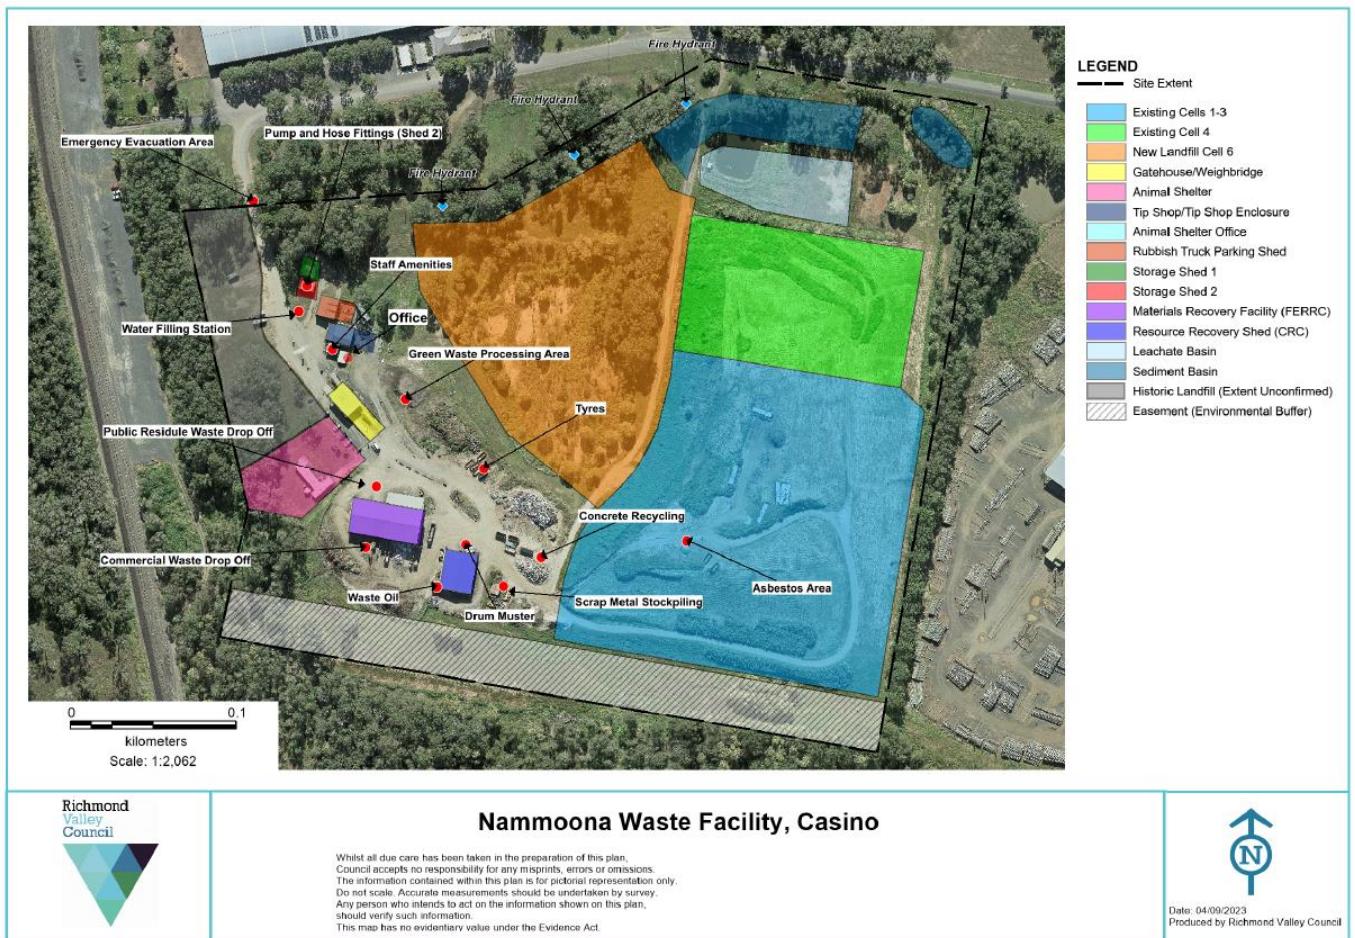 Fire Hydrant
Fire Hydrant
Fire Hydrant
Pump and Hose Fittings (Shed 2)
Emergency Evacuation Area
Staff Amenities
Office
Water Filling Station
Green Waste Processing Area
Tyres
Public Residule Waste Drop Off
Concrete Recycling
Commercial Waste Drop Off
Asbestos Area
Waste Oil
Scrap Metal Stockpiling
Drum Muster
0 0.1
kilometers
Scale: 1:2,062
LEGEND
Site Extent
Existing Cells 1-3
Existing Cell 4
New Landfill Cell 6
Gatehouse/Weighbridge
Animal Shelter
Tip Shop/Tip Shop Enclosure
Animal Shelter Office
Rubbish Truck Parking Shed
Storage Shed 1
Storage Shed 2
Materials Recovery Facility (FERRC)
Resource Recovery Shed (CRC)
Leachate Basin
Sediment Basin
Historic Landfill (Extent Unconfirmed)
Easement (Environmental Buffer)
Richmond
Valley
Council
Nammoona Waste Facility, Casino
Whilst all due care has been taken in the preparation of this plan,
Council accepts no responsibility for any misprints, errors or omissions.
The information contained within this plan is for pictorial representation only.
Do not scale. Accurate measurements should be undertaken by survey.
Any person who intends to act on the information shown on this plan,
should verify such information.
This map has no evidentiary value under the Evidence Act.
N
Date: 04/09/2023
Produced by Richmond Valley Council